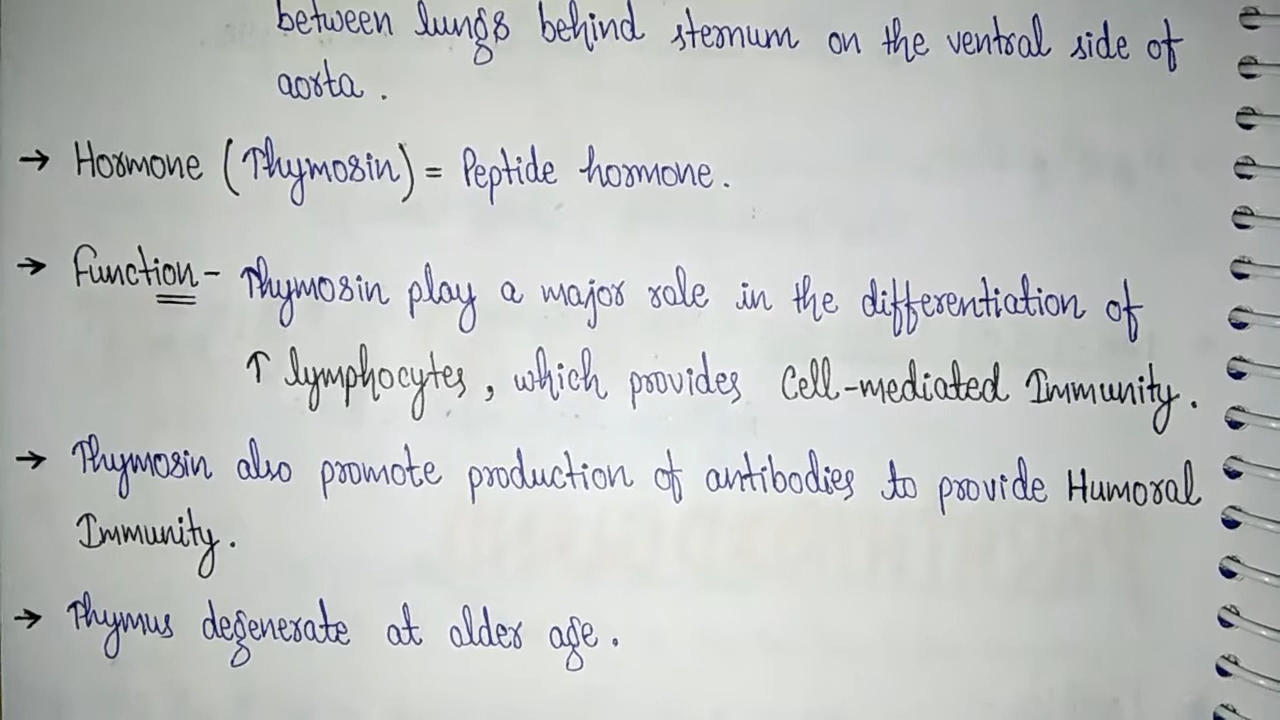 between lungs behind sternum on the ventral side of
aorta.
→ Hormone (Thymosin) = Peptide hormone.
→ Function - Thymosin play a major role in the differentiation of
T lymphocytes, which provides Cell-mediated Immunity.
→ Thymosin also promote production of antibodies to provide Humoral
Immunity.
→ Thymus degenerate at older age.